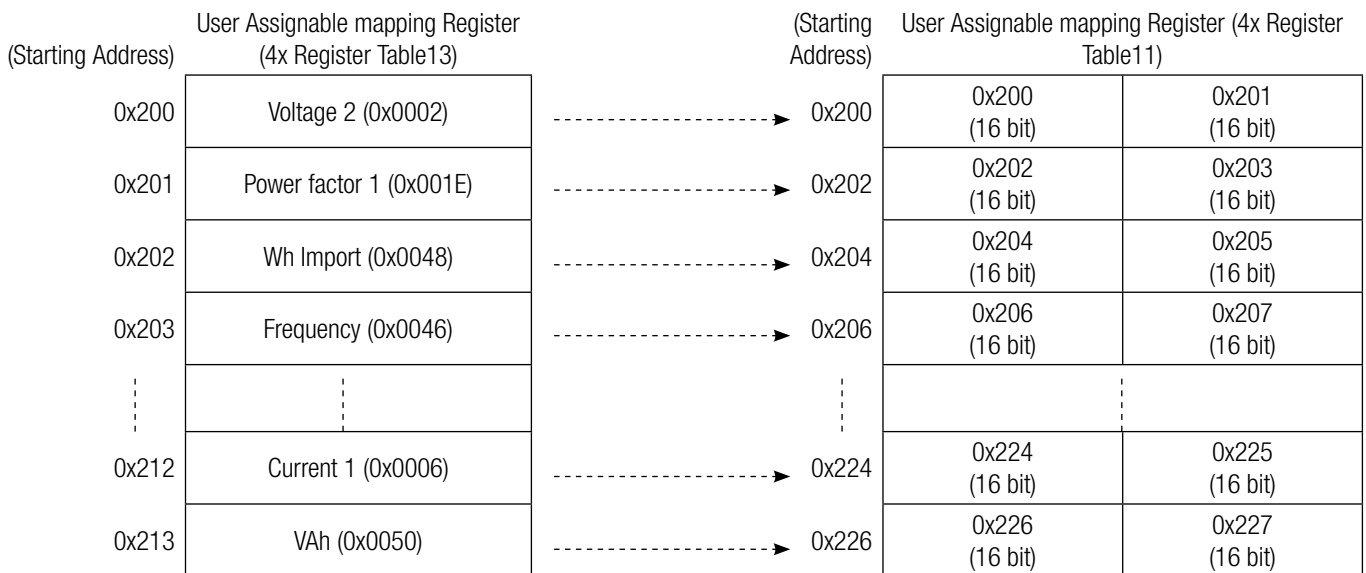 User Assignable mapping Register
(4x Register Table13)
(Starting Address)
(Starting
Address)
User Assignable mapping Register (4x Register
Table11)
0x200
Voltage 2 (0x0002)
0x200
0x200
(16 bit)
0x201
(16 bit)
0x201
Power factor 1 (0x001E)
0x202
0x202
(16 bit)
0x203
(16 bit)
0x202
Wh Import (0x0048)
0x204
0x204
(16 bit)
0x205
(16 bit)
0x203
Frequency (0x0046)
0x206
0x206
(16 bit)
0x207
(16 bit)
0x212
Current 1 (0x0006)
0x224
0x224
(16 bit)
0x225
(16 bit)
0x213
VAh (0x0050)
0x226
0x226
(16 bit)
0x227
(16 bit)